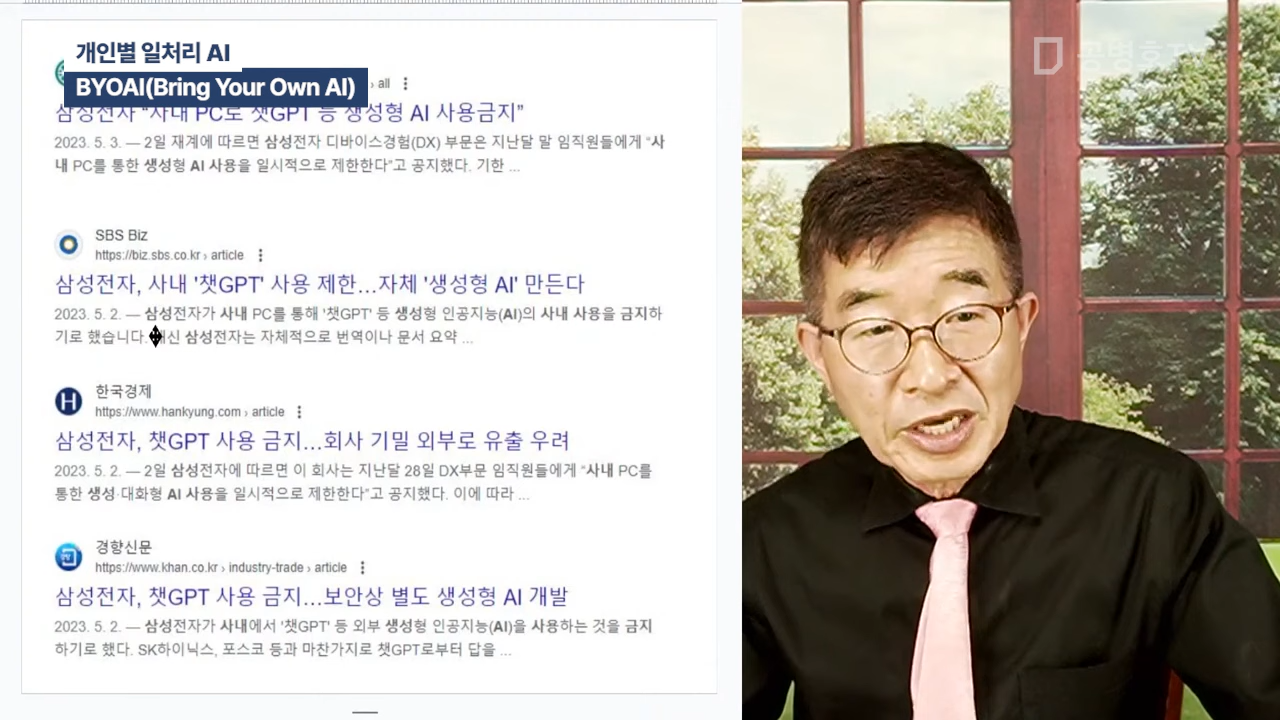 개인별 일처리 AI
BYOAI(Bring Your Own AI)
› all
삼성전자 “사내 PC로 챗GPT 등 생성형 AI 사용금지”
2023. 5. 3. — 2일 재계에 따르면 삼성전자 디바이스경험(DX) 부문은 지난달 말 임직원들에게 “사
내 PC를 통한 생성형 AI 사용을 일시적으로 제한한다”고 공지했다. 기한 ...
SBS Biz
https://biz.sbs.co.kr › article
삼성전자, 사내 '챗GPT' 사용 제한…자체 '생성형 AI' 만든다
2023. 5. 2. — 삼성전자가 사내 PC를 통해 '챗GPT' 등 생성형 인공지능(AI)의 사내 사용을 금지하
기로 했습니다. 대신 삼성전자는 자체적으로 번역이나 문서 요약 ...
한국경제
https://www.hankyung.com › article
삼성전자, 챗GPT 사용 금지…회사 기밀 외부로 유출 우려
2023. 5. 2. — 2일 삼성전자에 따르면 이 회사는 지난달 28일 DX부문 임직원들에게 “사내 PC를
통한 생성·대화형 AI 사용을 일시적으로 제한한다”고 공지했다. 이에 따라 ...
경향신문
https://www.khan.co.kr › industry-trade › article
삼성전자, 챗GPT 사용 금지…보안상 별도 생성형 AI 개발
2023. 5. 2. — 삼성전자가 사내에서 '챗GPT' 등 외부 생성형 인공지능(AI)을 사용하는 것을 금지
하기로 했다. SK하이닉스, 포스코 등과 마찬가지로 챗GPT로부터 답을 ...